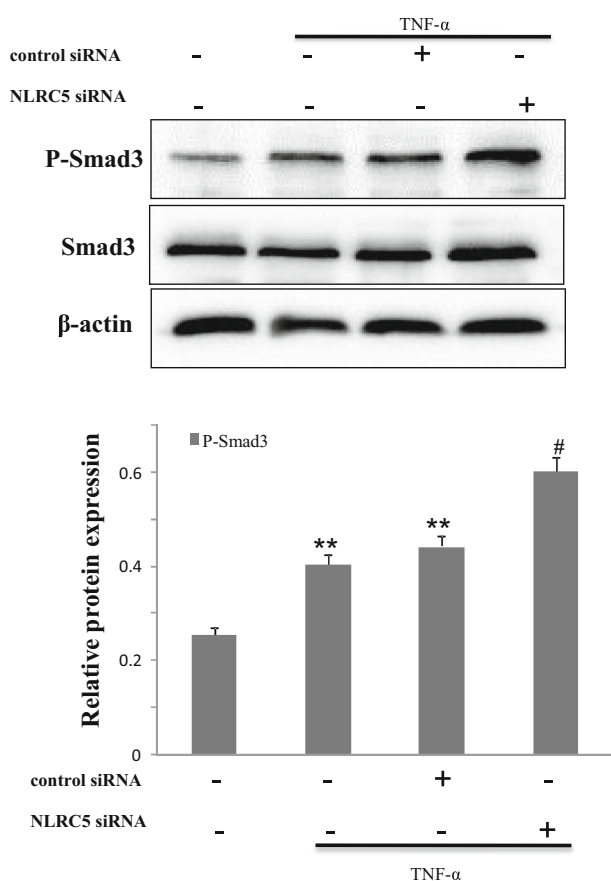 TNF-α
control siRNA - - + -
NLRC5 siRNA - - - +
P-Smad3
Smad3
β-actin
P-Smad3
Relative protein expression
0.6
0.4
0.2
0
** ** #
control siRNA - - + -
NLRC5 siRNA - - - +
TNF-α